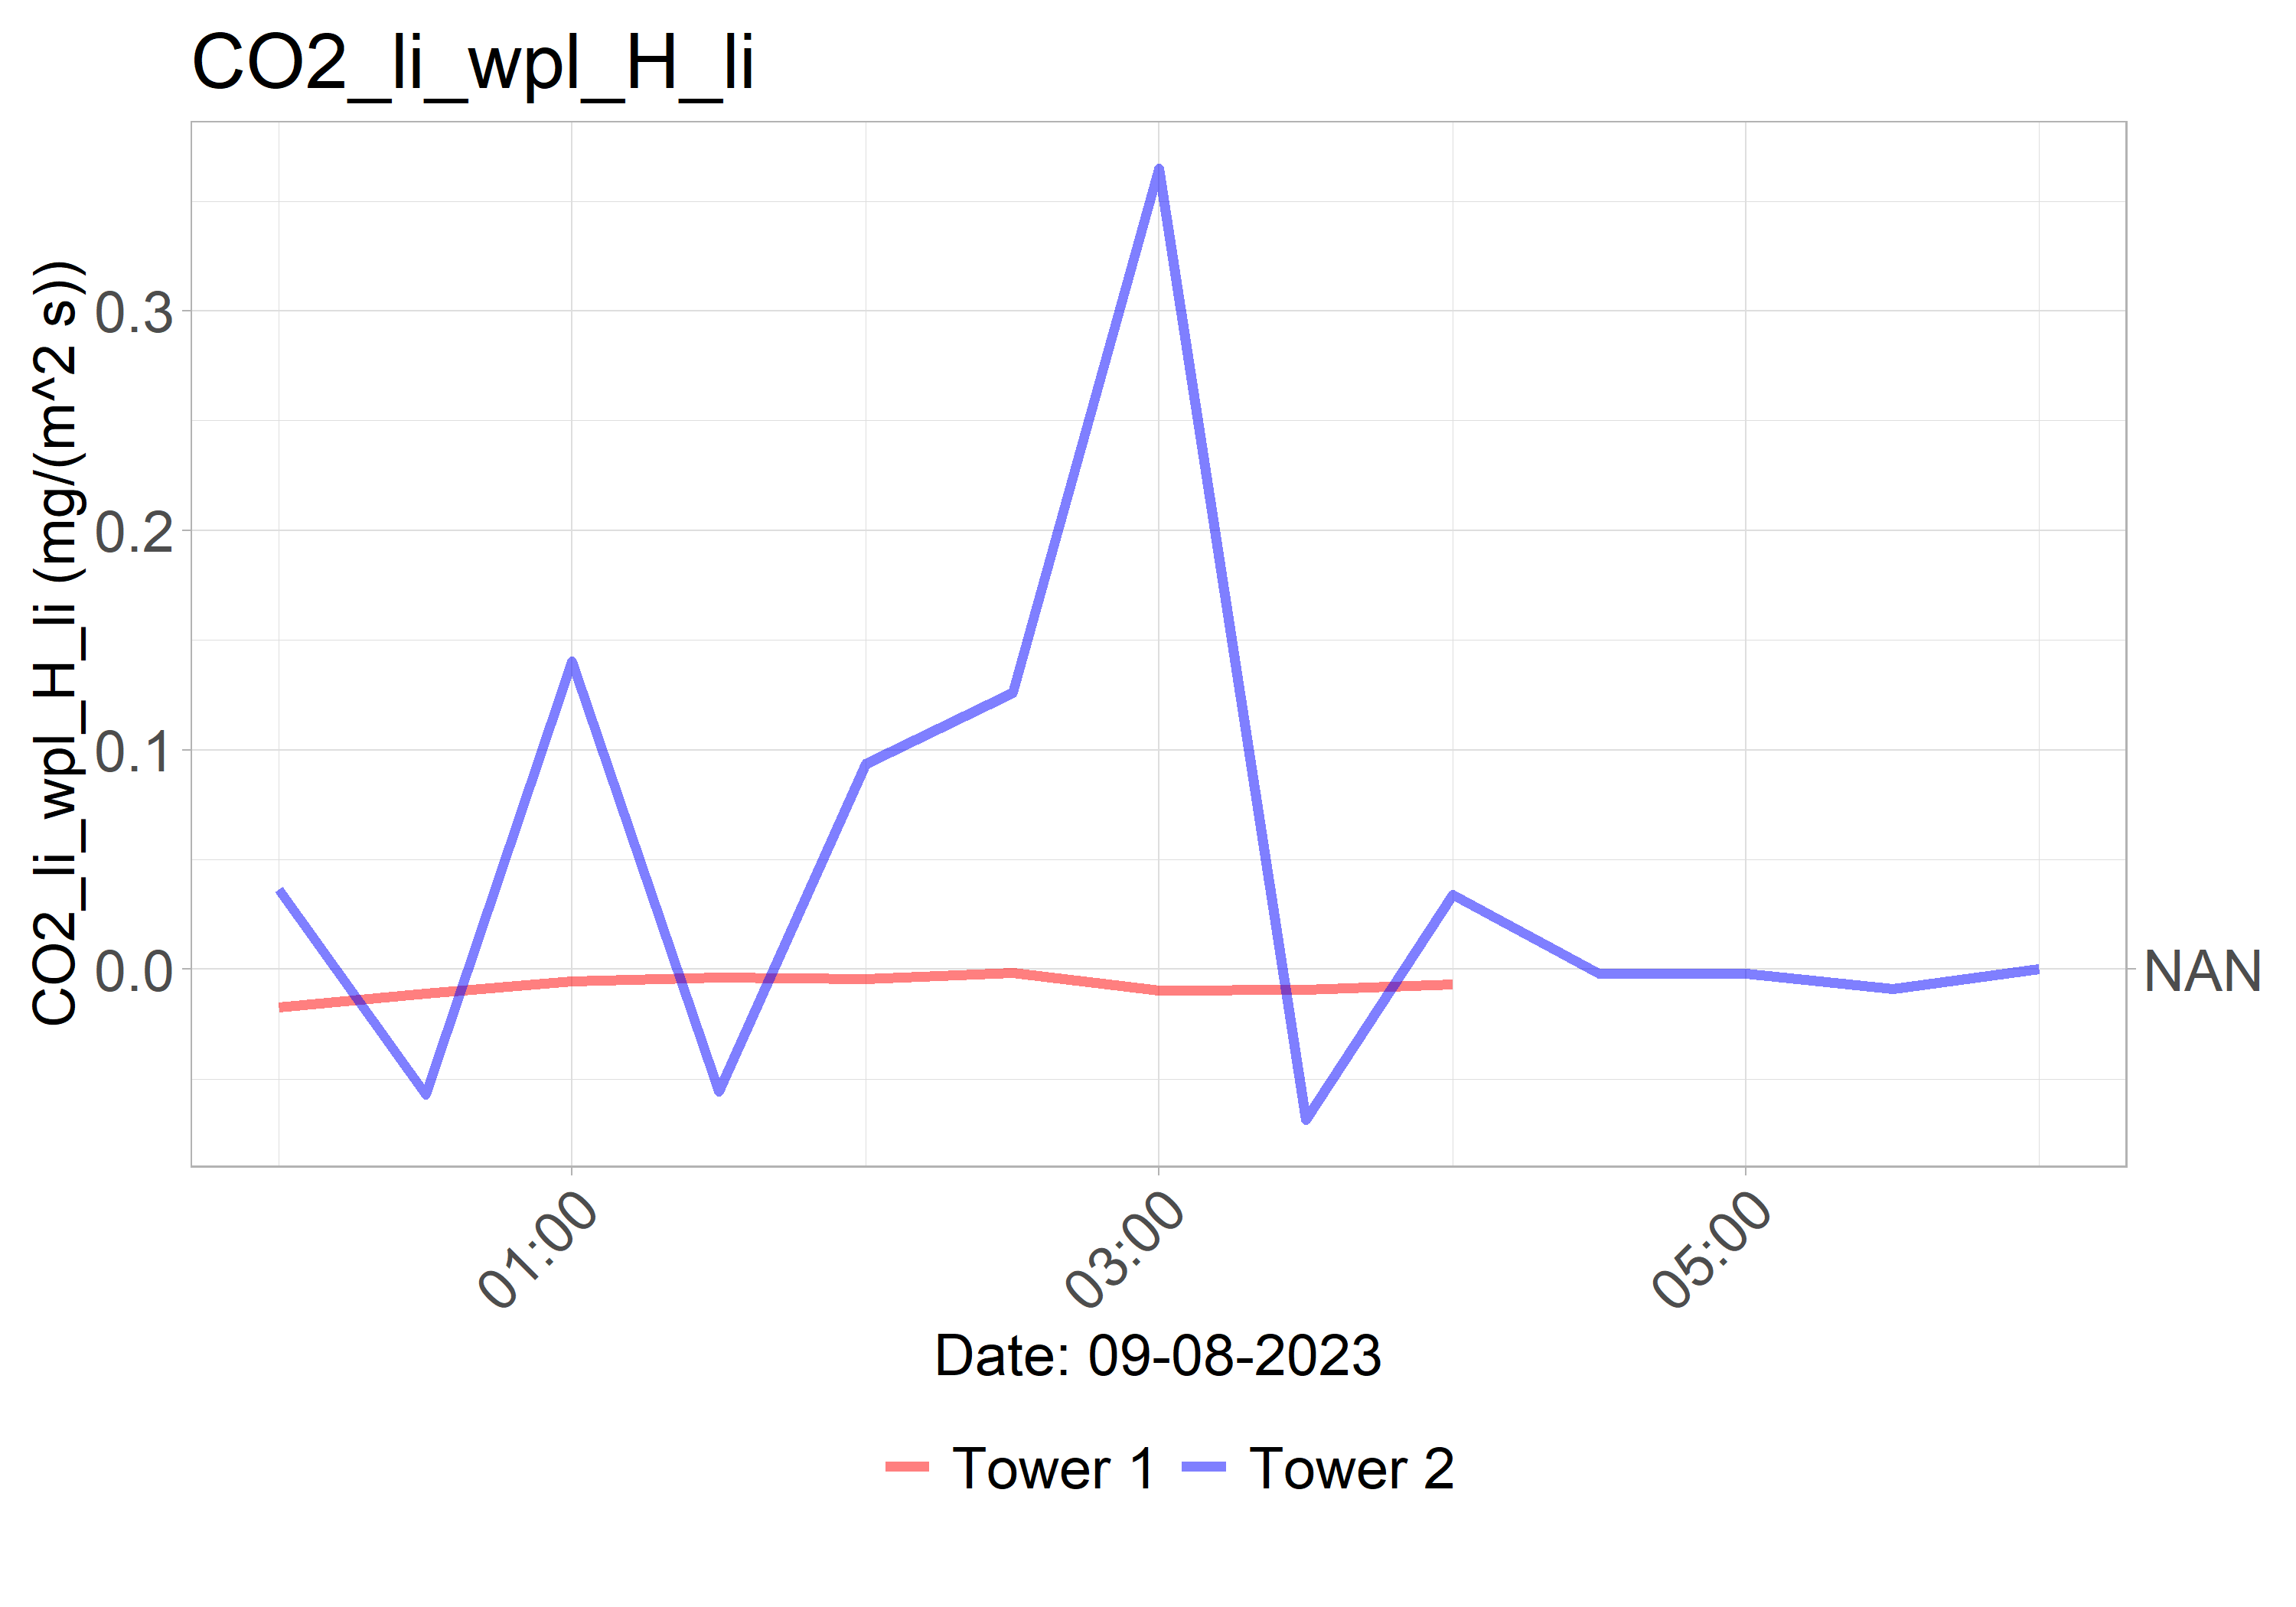 CO2_li_wpl_H_li
CO2_li_wpl_H_li (mg/(m^2 s))
0.3
0.2
0.1
0.0
NAN
01:00
03:00
05:00
Date: 09-08-2023
Tower 1
Tower 2